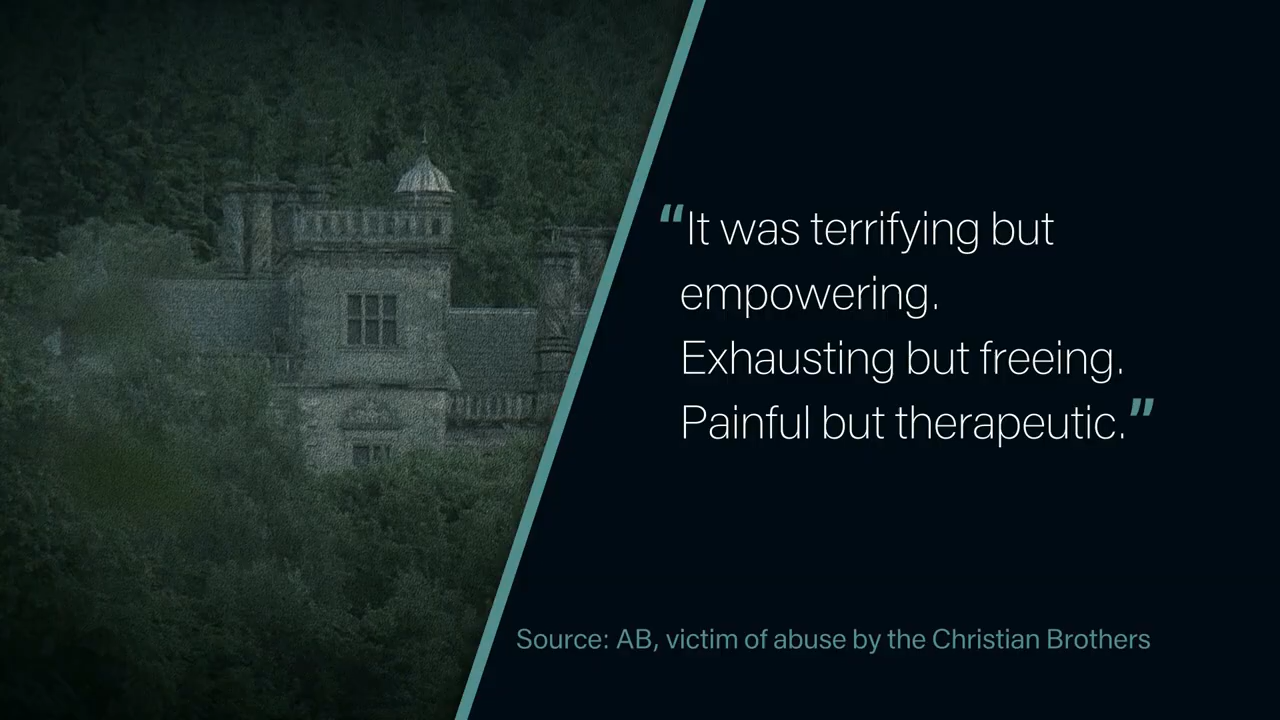 “It was terrifying but
empowering.
Exhausting but freeing.
Painful but therapeutic.”
Source: AB, victim of abuse by the Christian Brothers